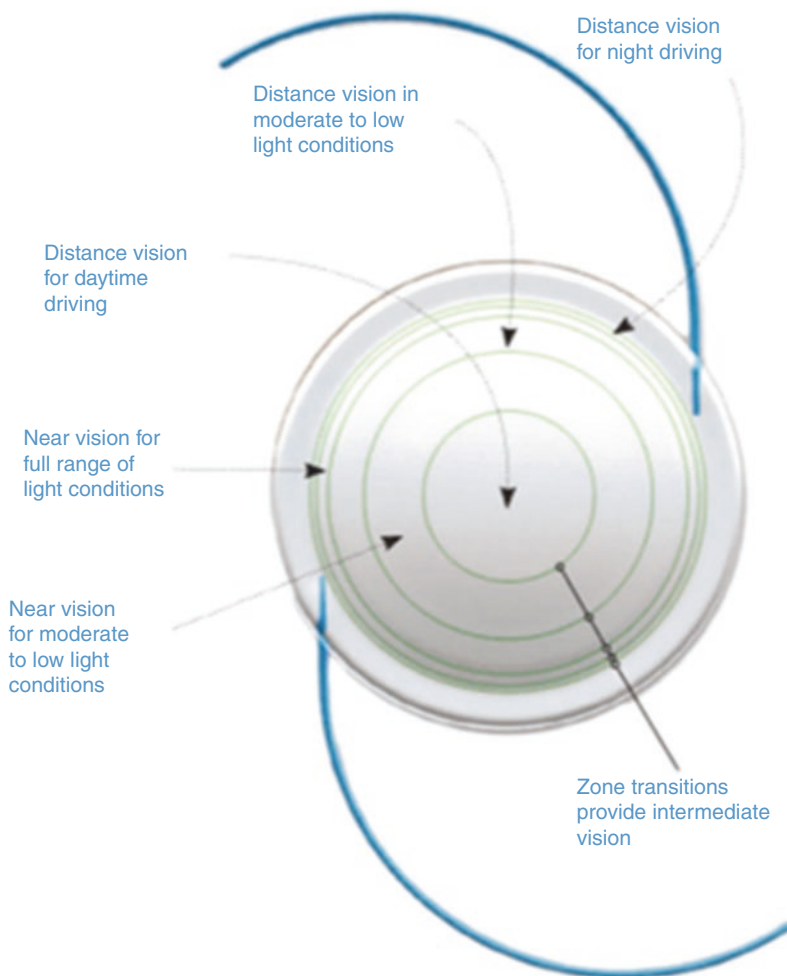 Distance vision
for night driving
Distance vision in
moderate to low
light conditions
Distance vision
for daytime
driving
Near vision for
full range of
light conditions
Near vision
for moderate
to low light
conditions
Zone transitions
provide intermediate
vision